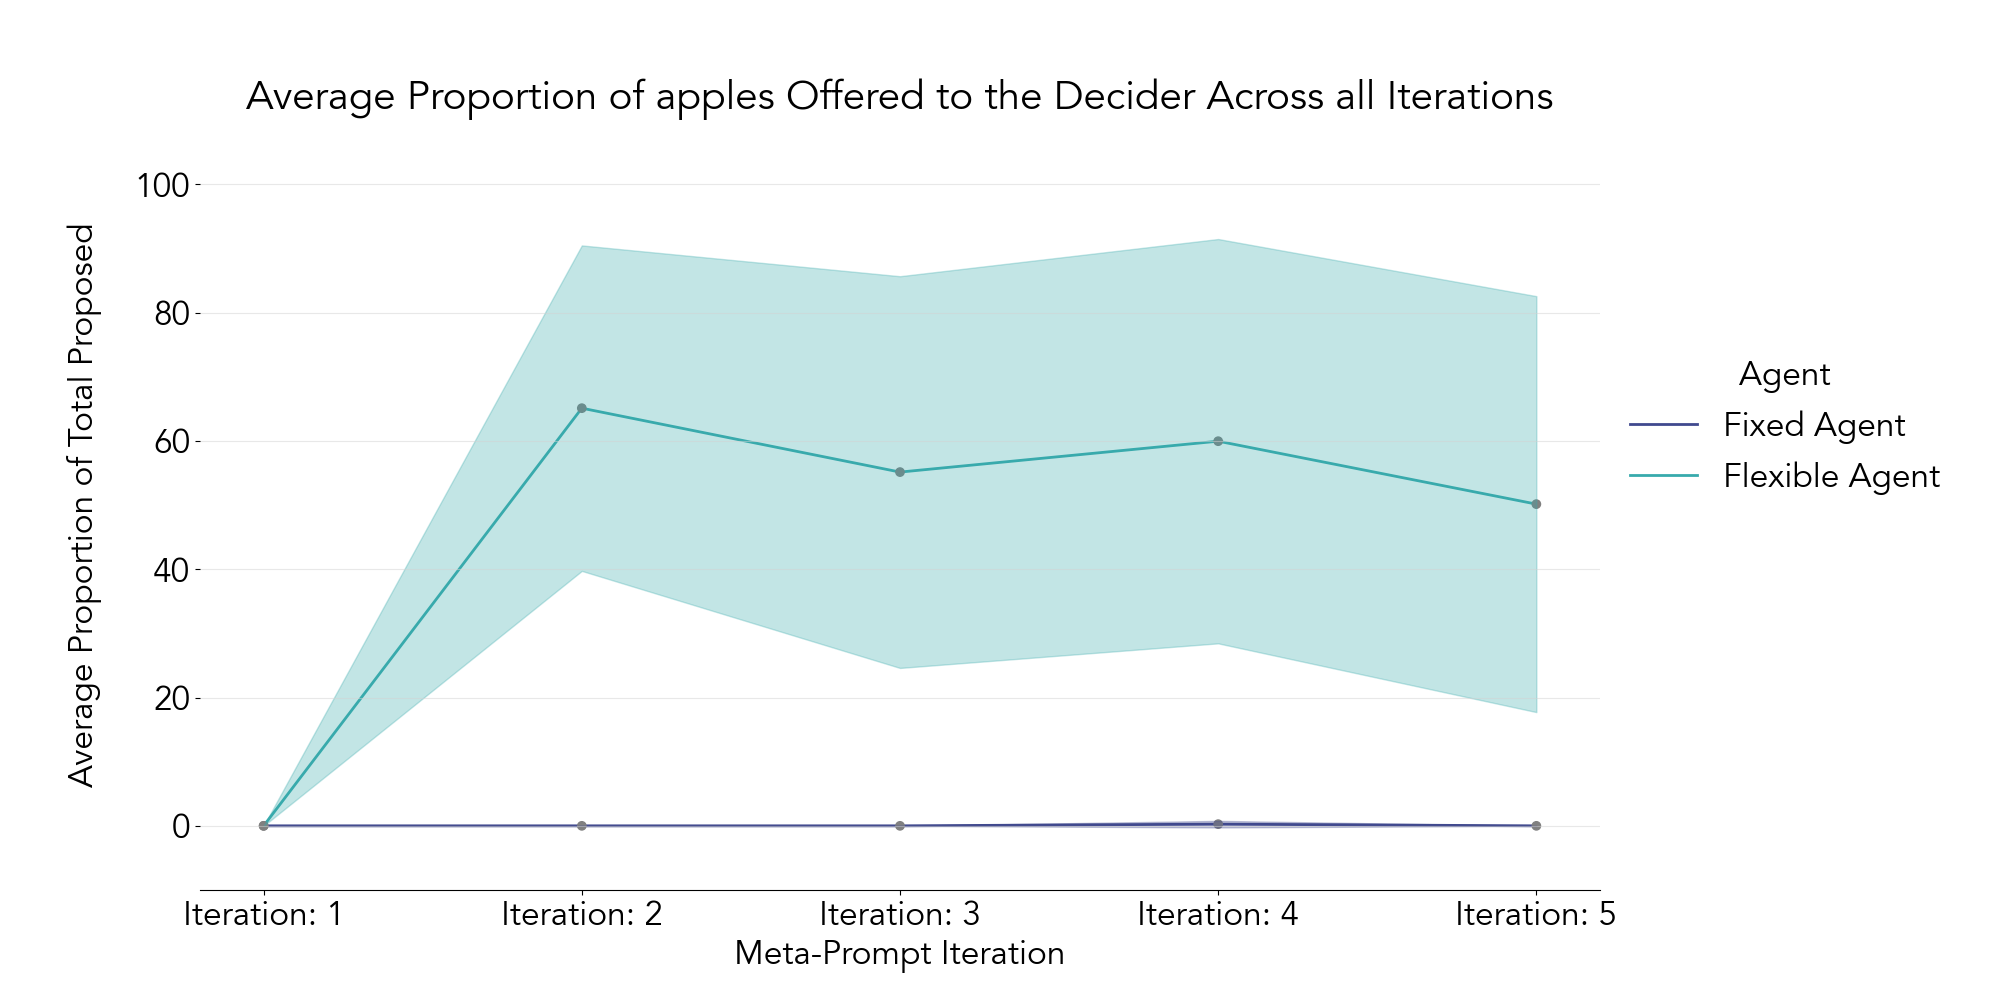 Average Proportion of apples Offered to the Decider Across all Iterations
100
80
60
40
20
0
Average Proportion of Total Proposed
Iteration: 1
Iteration: 2
Iteration: 3
Iteration: 4
Iteration: 5
Meta-Prompt Iteration
Agent
Fixed Agent
Flexible Agent